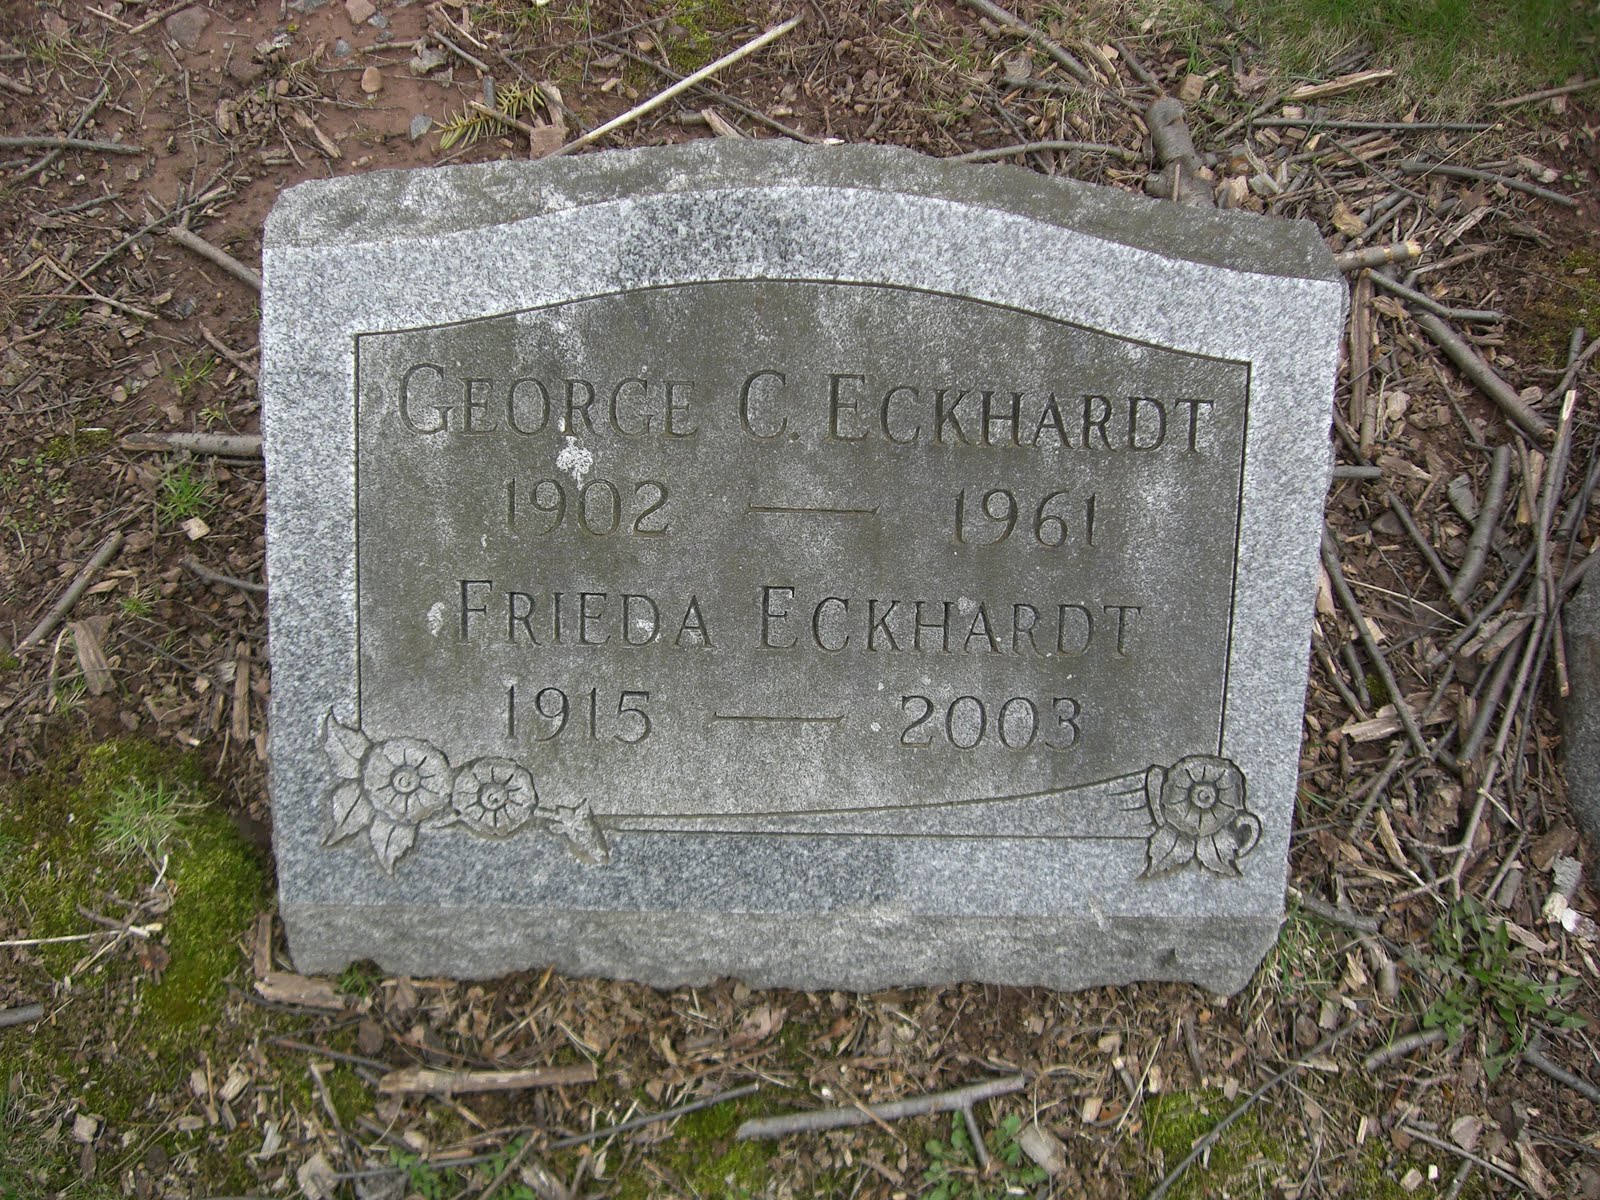 GEORGE C. ECKHARDT
1902 — 1961
FRIEDA ECKHARDT
1915 — 2003